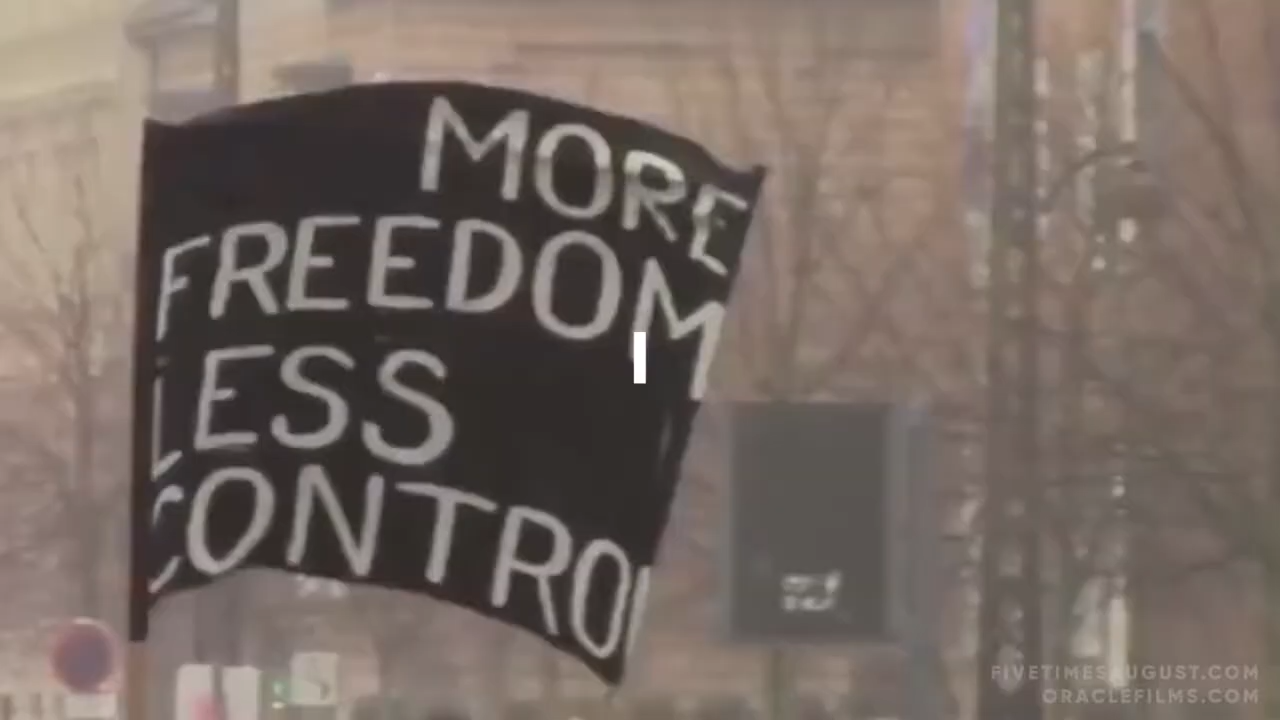 MORE
FREEDOM
LESS
CONTROL
I
FIVETIMESAUGUST.COM
ORACLEFILMS.COM